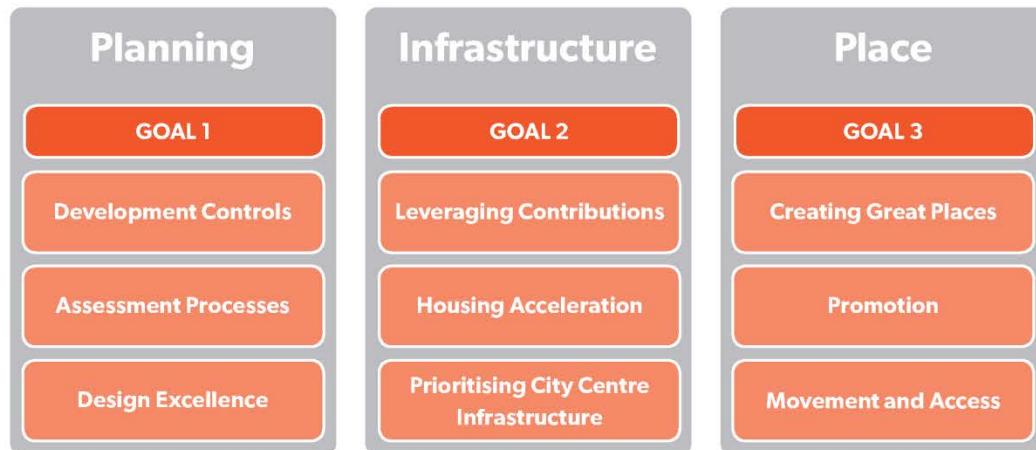 Planning
GOAL 1
Development Controls
Assessment Processes
Design Excellence
Infrastructure
GOAL 2
Leveraging Contributions
Housing Acceleration
Prioritising City Centre
Infrastructure
Place
GOAL 3
Creating Great Places
Promotion
Movement and Access